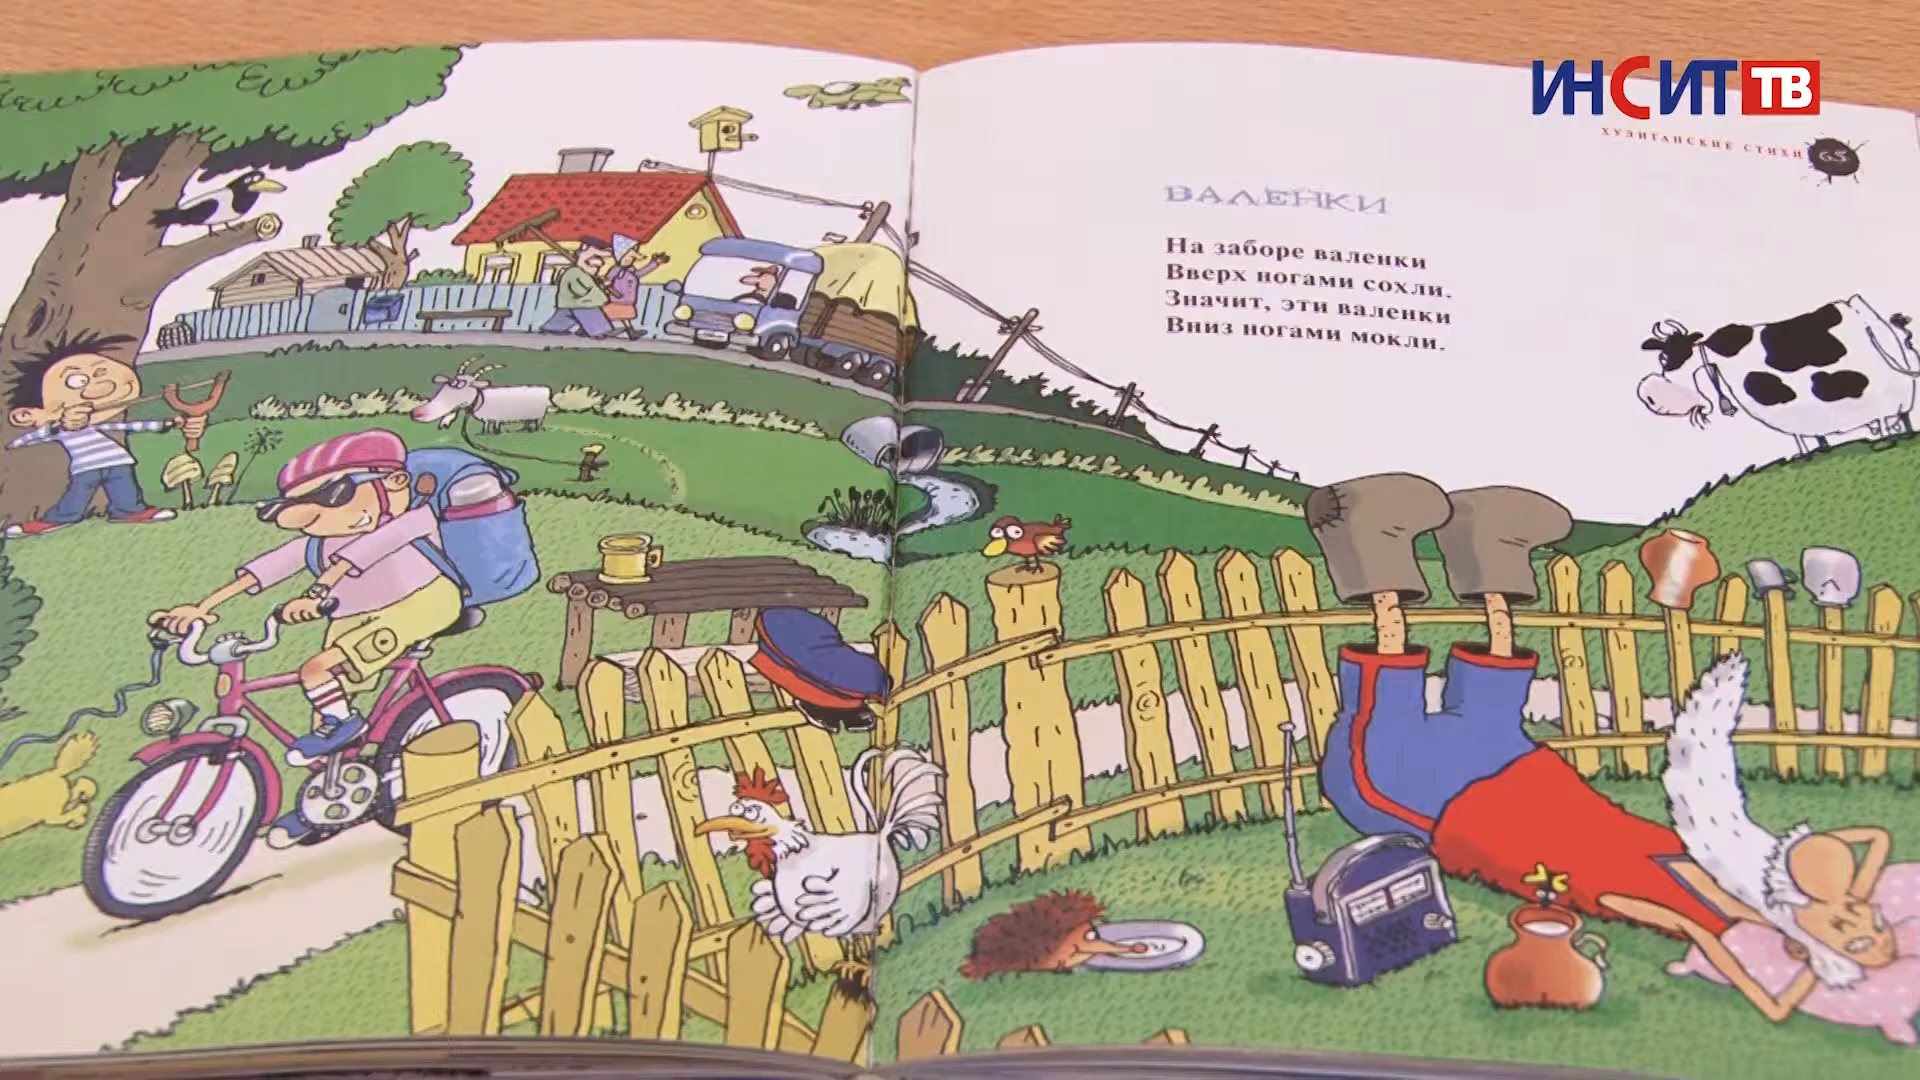 ИНСИТ ТВ
ХУЛИГАНСКИЕ СТИХИ 65
ВАЛЕНКИ
На заборе валенки
Вверх ногами сохли.
Значит, эти валенки
Вниз ногами мокли.